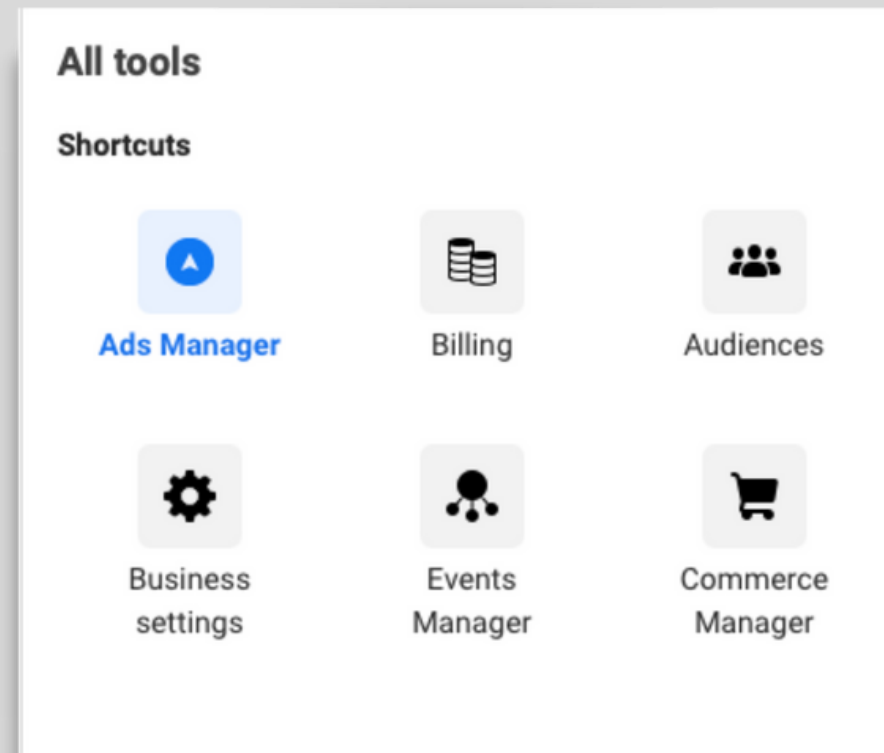 All tools
Shortcuts
Ads Manager
Billing
Audiences
Business
settings
Events
Manager
Commerce
Manager